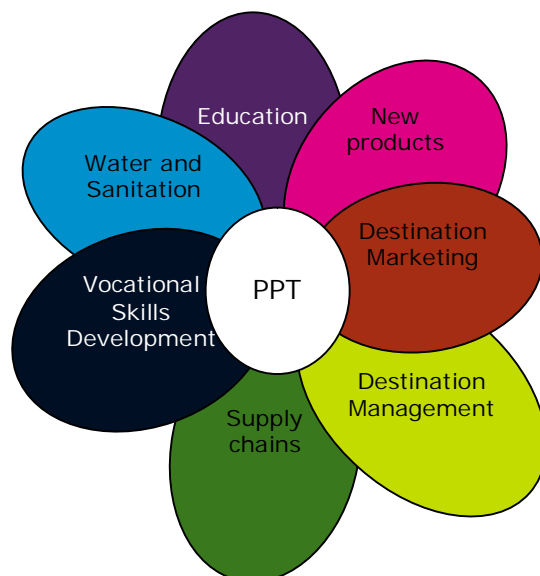 Education
New
products
Water and
Sanitation
Destination
Marketing
Vocational
Skills
Development
PPT
Destination
Management
Supply
chains